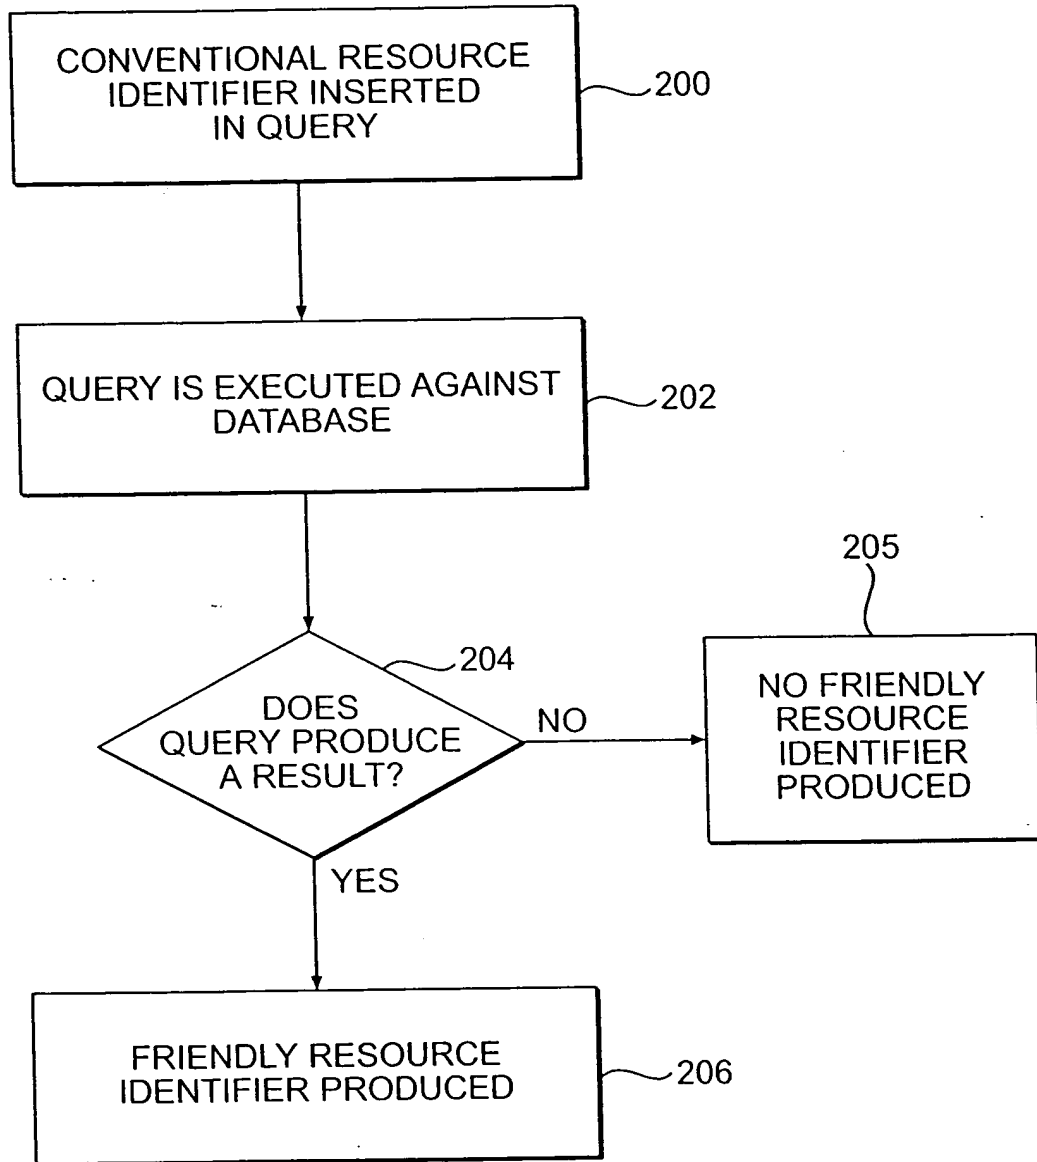 CONVENTIONAL RESOURCE
IDENTIFIER INSERTED
IN QUERY
200
QUERY IS EXECUTED AGAINST
DATABASE
202
204
DOES
QUERY PRODUCE
A RESULT?
NO
205
NO FRIENDLY
RESOURCE
IDENTIFIER
PRODUCED
YES
FRIENDLY RESOURCE
IDENTIFIER PRODUCED
206